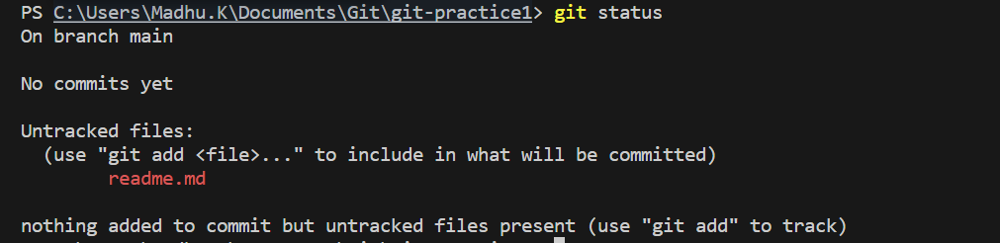 PS C:\Users\Madhu.K\Documents\Git\git-practice1> git status
On branch main
No commits yet
Untracked files:
(use "git add <file>..." to include in what will be committed)
readme.md
nothing added to commit but untracked files present (use "git add" to track)